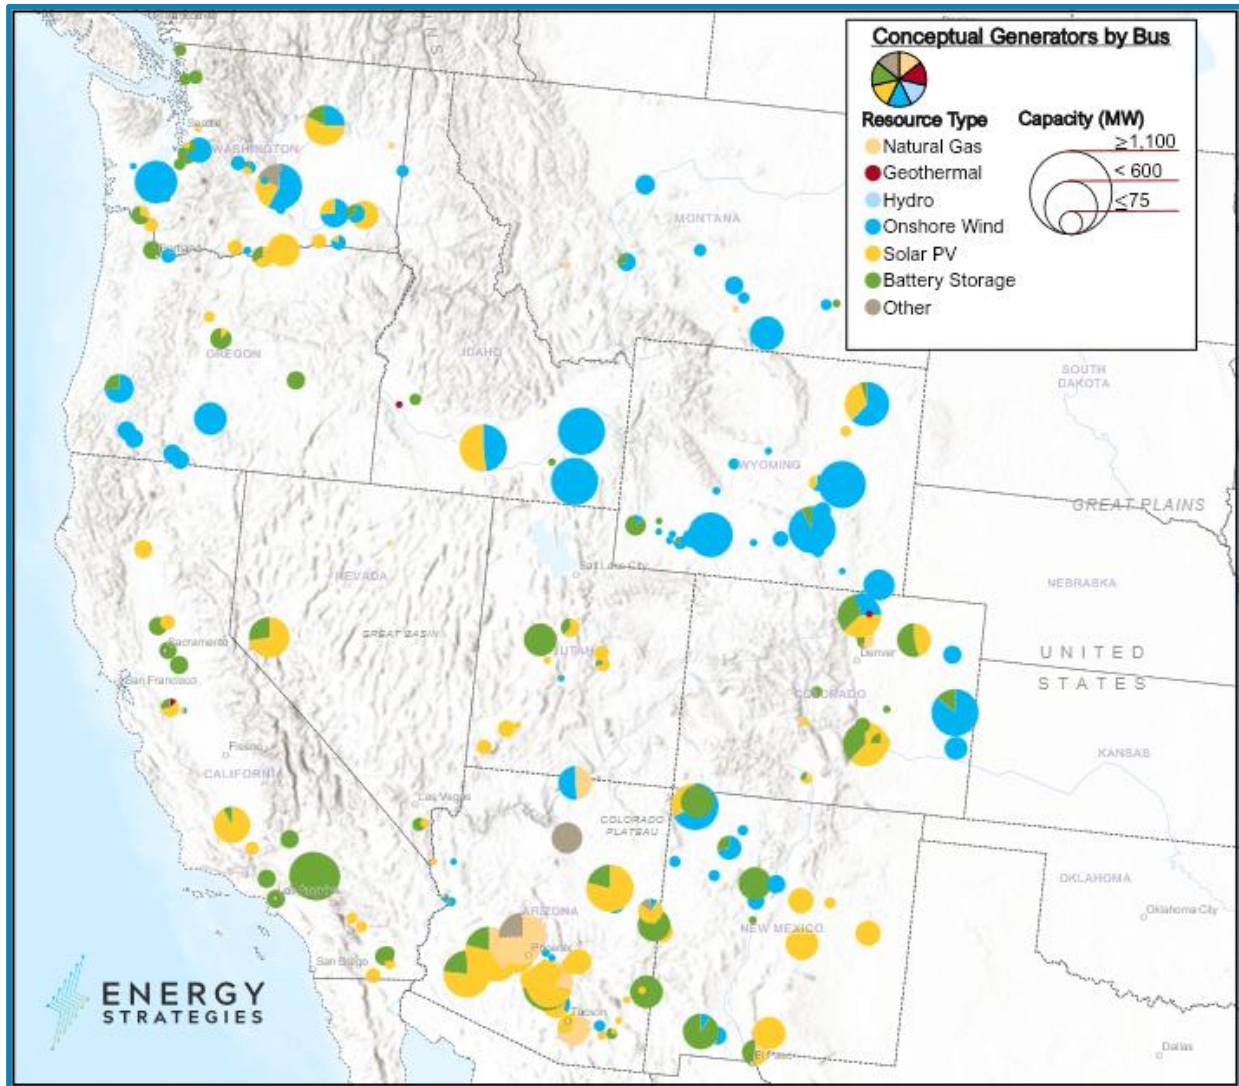 Conceptual Generators by Bus
Resource Type
Capacity (MW)
Natural Gas
Geothermal
Hydro
Onshore Wind
Solar PV
Battery Storage
Other
≥1,100
< 600
≤75
Seattle
WASHINGTON
MONTANA
Portland
OREGON
IDAHO
SOUTH
DAKOTA
WYOMING
GREAT PLAINS
Salt Lake City
NEVADA
NEBRASKA
GREAT BASIN
Sacramento
UTAH
Denver
UNITED
STATES
San Francisco
COLORADO
Fresno
CALIFORNIA
KANSAS
Las Vegas
COLORADO
PLATEAU
Los Angeles
OKLAHOMA
Oklahoma City
ARIZONA
NEW MEXICO
Phoenix
San Diego
Tucson
El Paso
Dallas
ENERGY
STRATEGIES